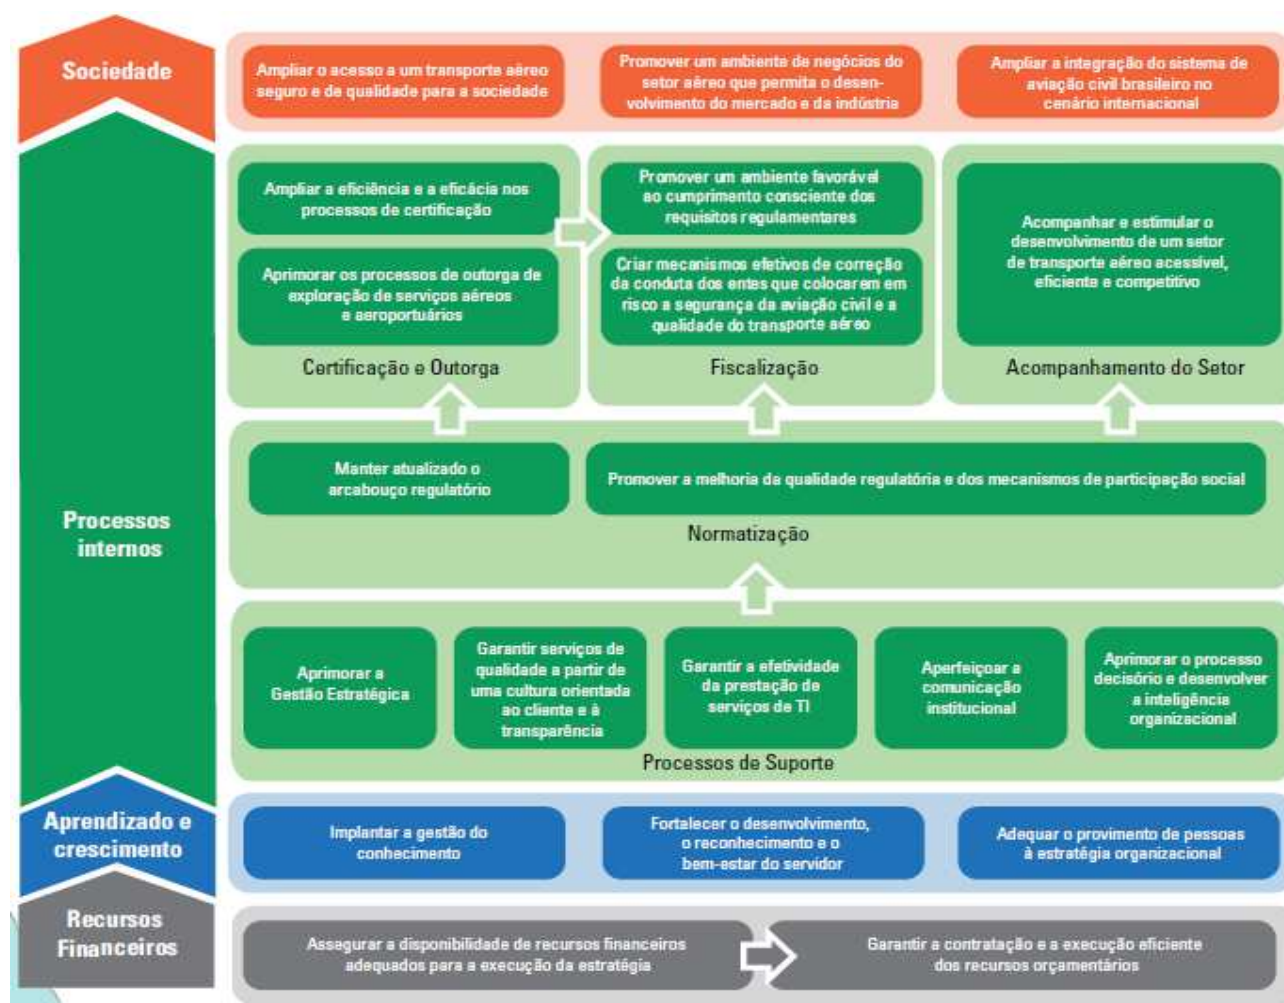 Sociedade
Ampliar o acesso a um transporte aéreo
seguro e de qualidade para a sociedade
Promover um ambiente de negócios do
setor aéreo que permita o desen-
volvimento do mercado e da indústria
Ampliar a integração do sistema de
aviação civil brasileiro no
cenário internacional
Processos
internos
Ampliar a eficiência e a eficácia nos
processos de certificação
Aprimorar os processos de outorga de
exploração de serviços aéreos
e aeroportuários
Certificação e Outorga
Promover um ambiente favorável
ao cumprimento consciente dos
requisitos regulamentares
Criar mecanismos efetivos de correção
da conduta dos entes que colocarem em
risco a segurança da aviação civil e a
qualidade do transporte aéreo
Fiscalização
Acompanhar e estimular o
desenvolvimento de um setor
de transporte aéreo acessível,
eficiente e competitivo
Acompanhamento do Setor
Manter atualizado o
arcabouço regulatório
Promover a melhoria da qualidade regulatória e dos mecanismos de participação social
Normatização
Aprimorar a
Gestão Estratégica
Garantir serviços de
qualidade a partir de
uma cultura orientada
ao cliente e à
transparência
Garantir a efetividade
da prestação de
serviços de TI
Aperfeiçoar a
comunicação
institucional
Aprimorar o processo
decisório e desenvolver
a inteligência
organizacional
Processos de Suporte
Aprendizado e
crescimento
Implantar a gestão do
conhecimento
Fortalecer o desenvolvimento,
o reconhecimento e o
bem-estar do servidor
Adequar o provimento de pessoas
à estratégia organizacional
Recursos
Financeiros
Assegurar a disponibilidade de recursos financeiros
adequados para a execução da estratégia
Garantir a contratação e a execução eficiente
dos recursos orçamentários